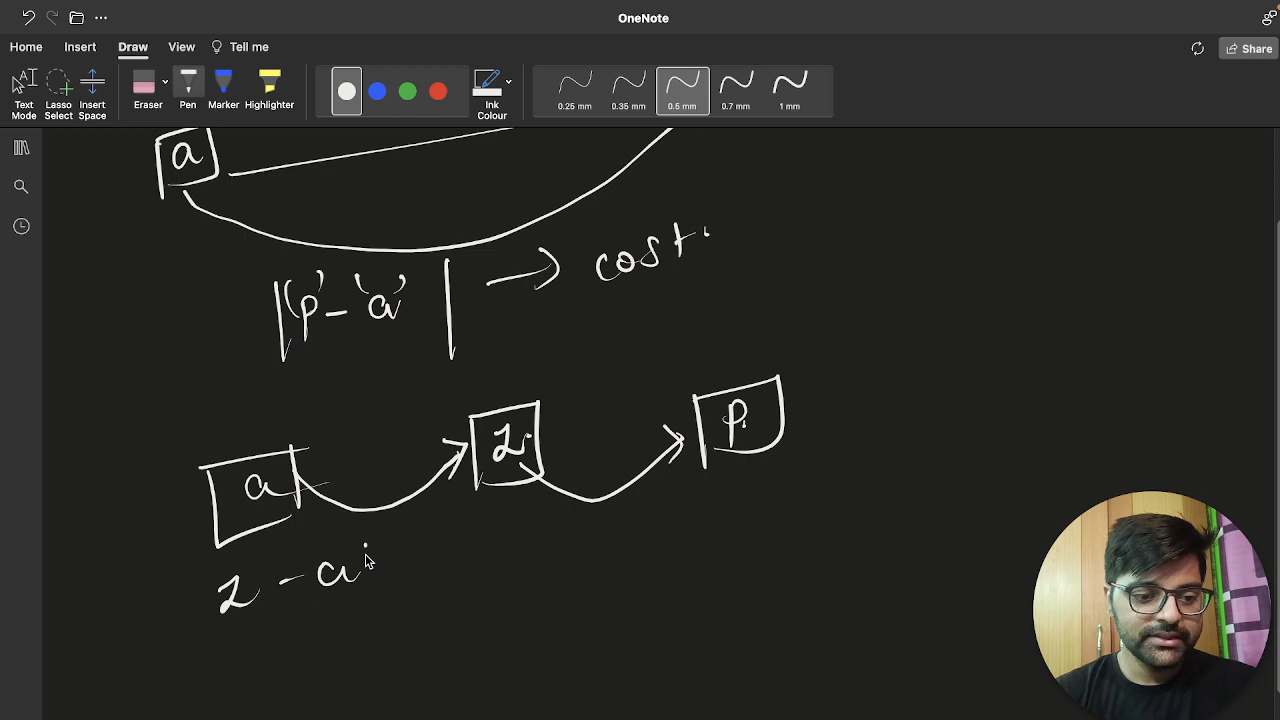 OneNote
Home Insert Draw View Tell me
Share
Text Mode
Lasso Select
Insert Space
Eraser
Pen
Marker
Highlighter
Ink Colour
0.25 mm
0.35 mm
0.5 mm
0.7 mm
1 mm
a
|'p' - 'a'| → cost.
a
z
p
z - a